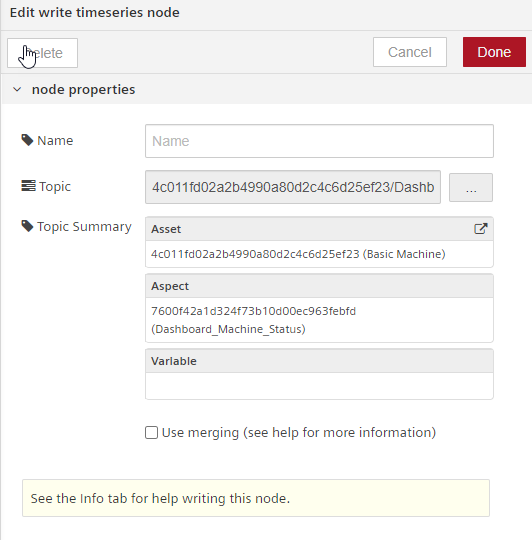 Edit write timeseries node
Delete
Cancel
Done
node properties
Name
Name
Topic
4c011fd02a2b4990a80d2c4c6d25ef23/Dashb
...
Topic Summary
Asset
4c011fd02a2b4990a80d2c4c6d25ef23 (Basic Machine)
Aspect
7600f42a1d324f73b10d00ec963febfd
(Dashboard_Machine_Status)
Variable
Use merging (see help for more information)
See the Info tab for help writing this node.